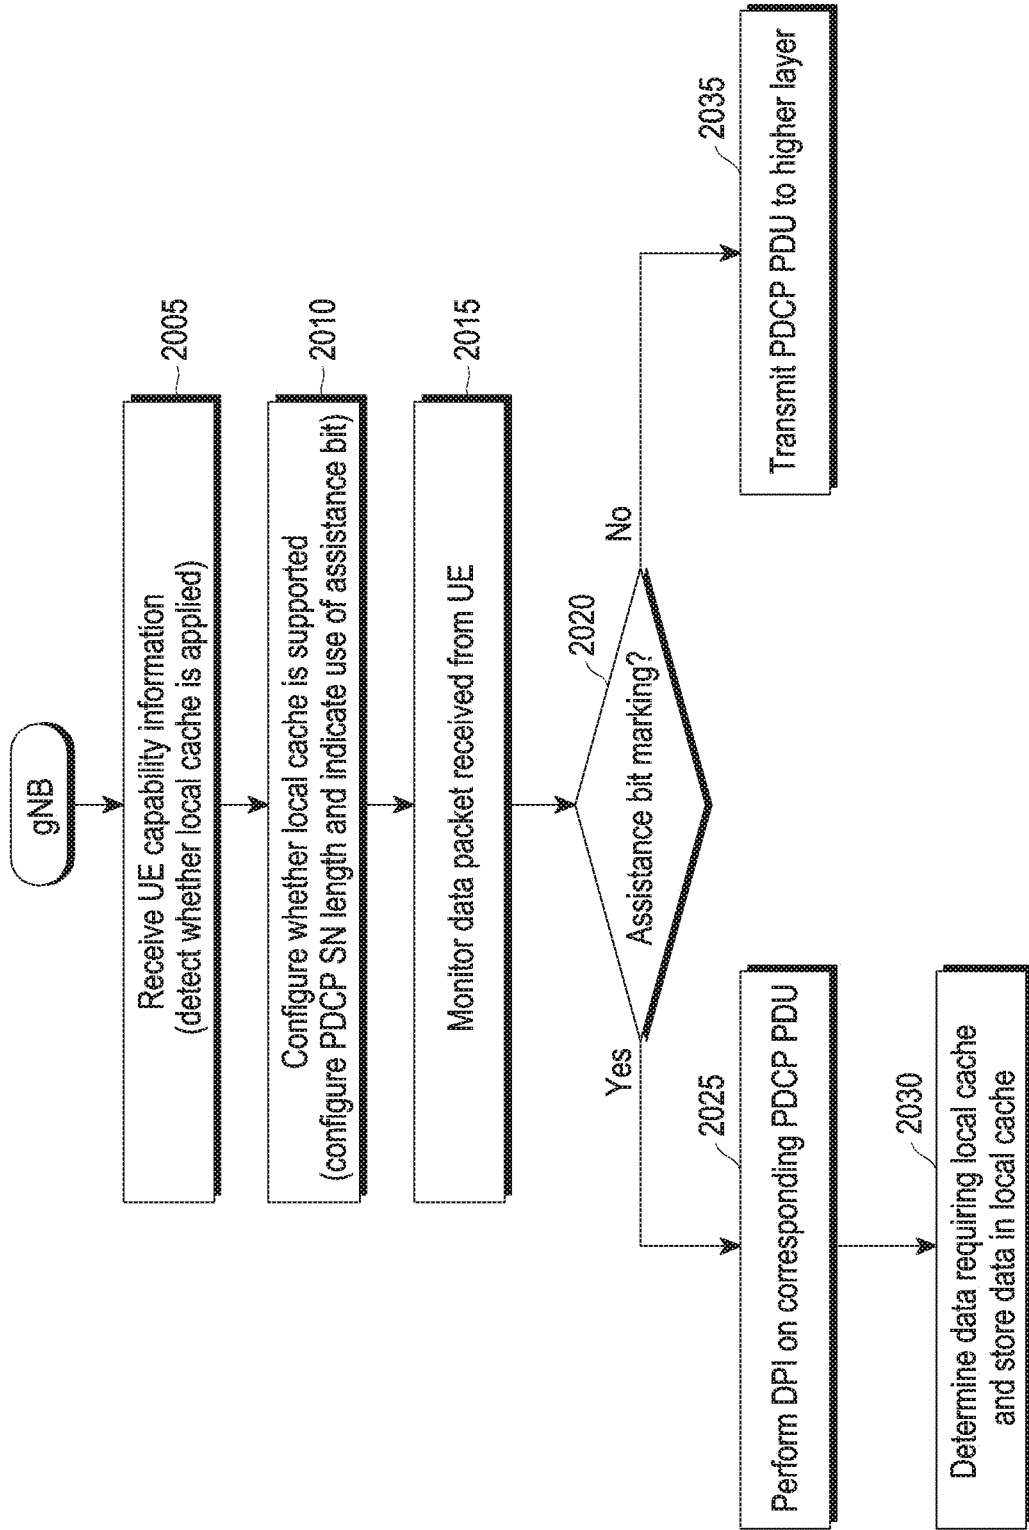 gNB
2005
Receive UE capability information
(detect whether local cache is applied)
2010
Configure whether local cache is supported
(configure PDCP SN length and indicate use of assistance bit)
2015
Monitor data packet received from UE
2020
Assistance bit marking?
Yes
No
2025
Perform DPI on corresponding PDCP PDU
2035
Transmit PDCP PDU to higher layer
2030
Determine data requiring local cache
and store data in local cache